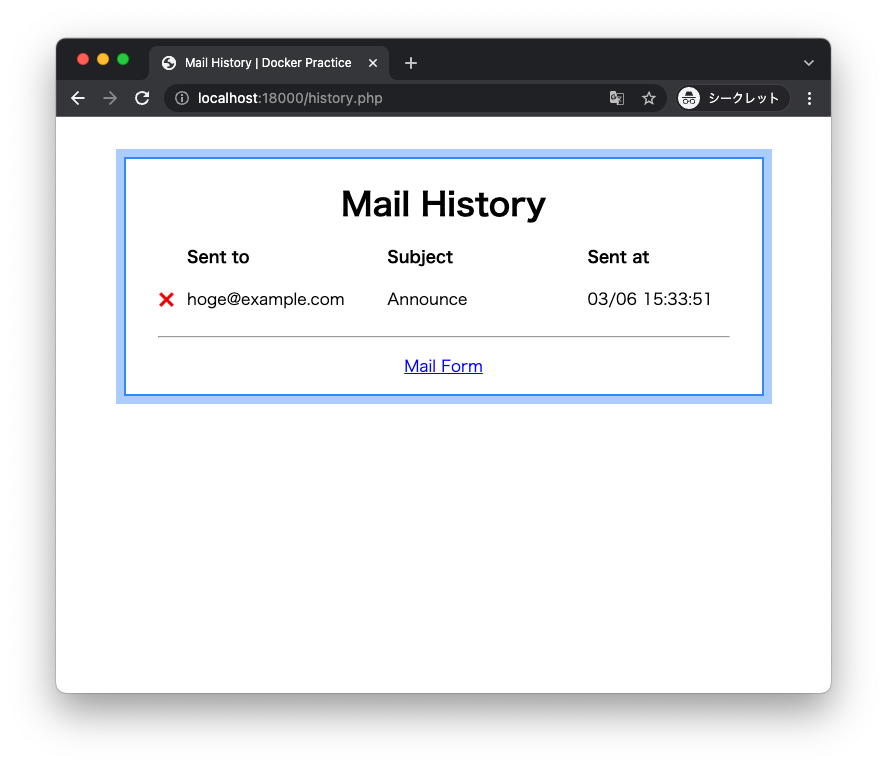 Mail History | Docker Practice
localhost:18000/history.php
シークレット
Mail History
Sent to Subject Sent at
hoge@example.com Announce 03/06 15:33:51
Mail Form